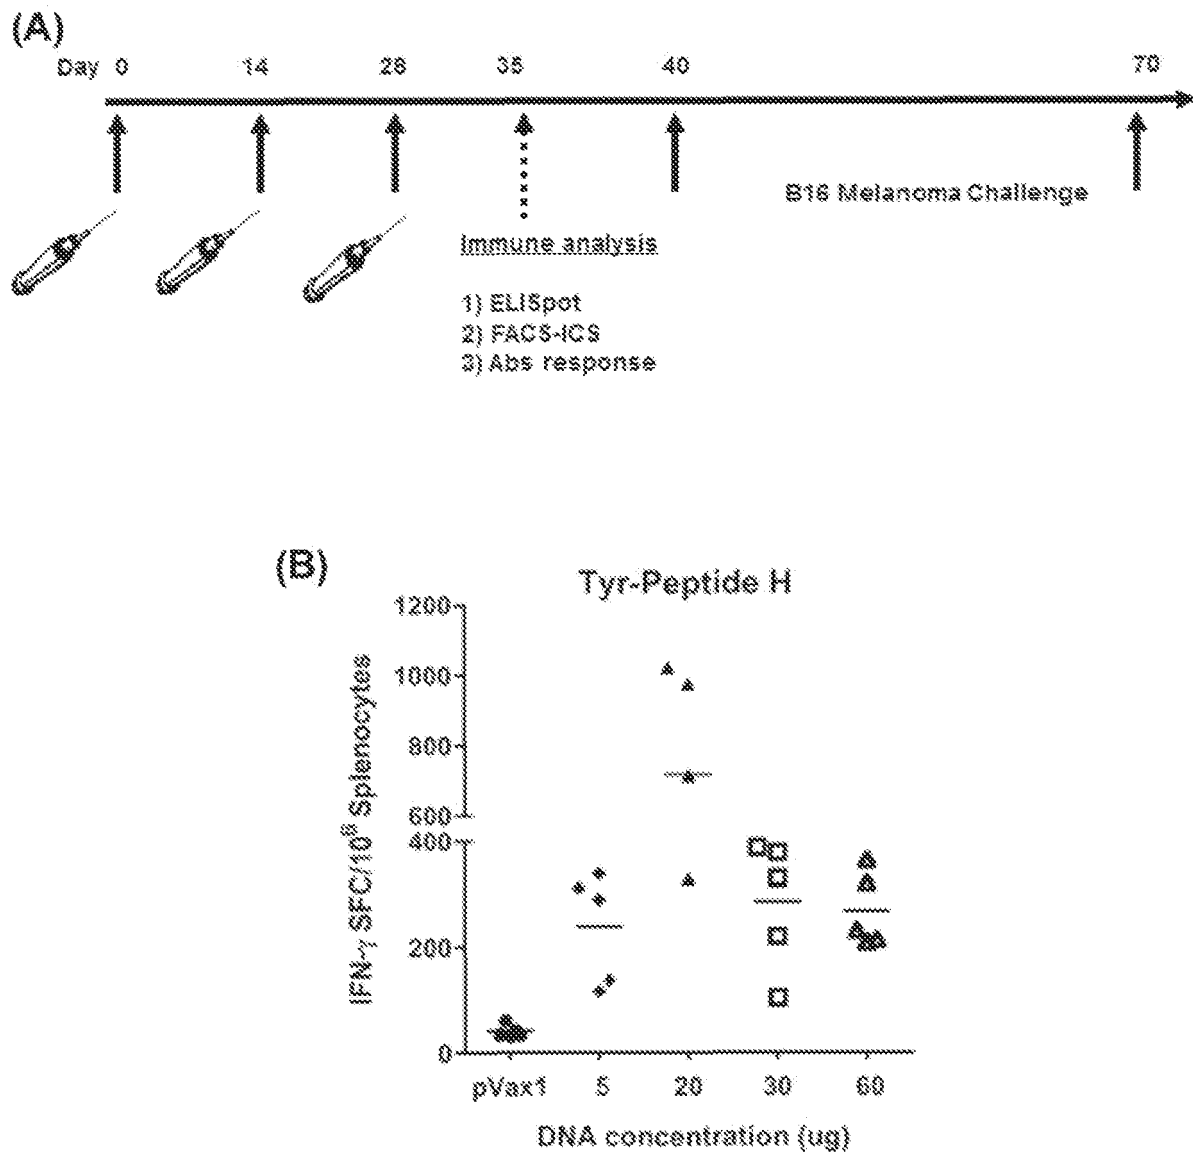 (A)
Day 0 14 28 35 40 70
B16 Melanoma Challenge
Immune analysis
1) ELISpot
2) FACS-ICS
3) Abs response
(B)
Tyr-Peptide H
1200
1000
800
600
400
200
0
IFN-γ SFC/10⁶ Splenocytes
pVax1 5 20 30 60
DNA concentration (ug)